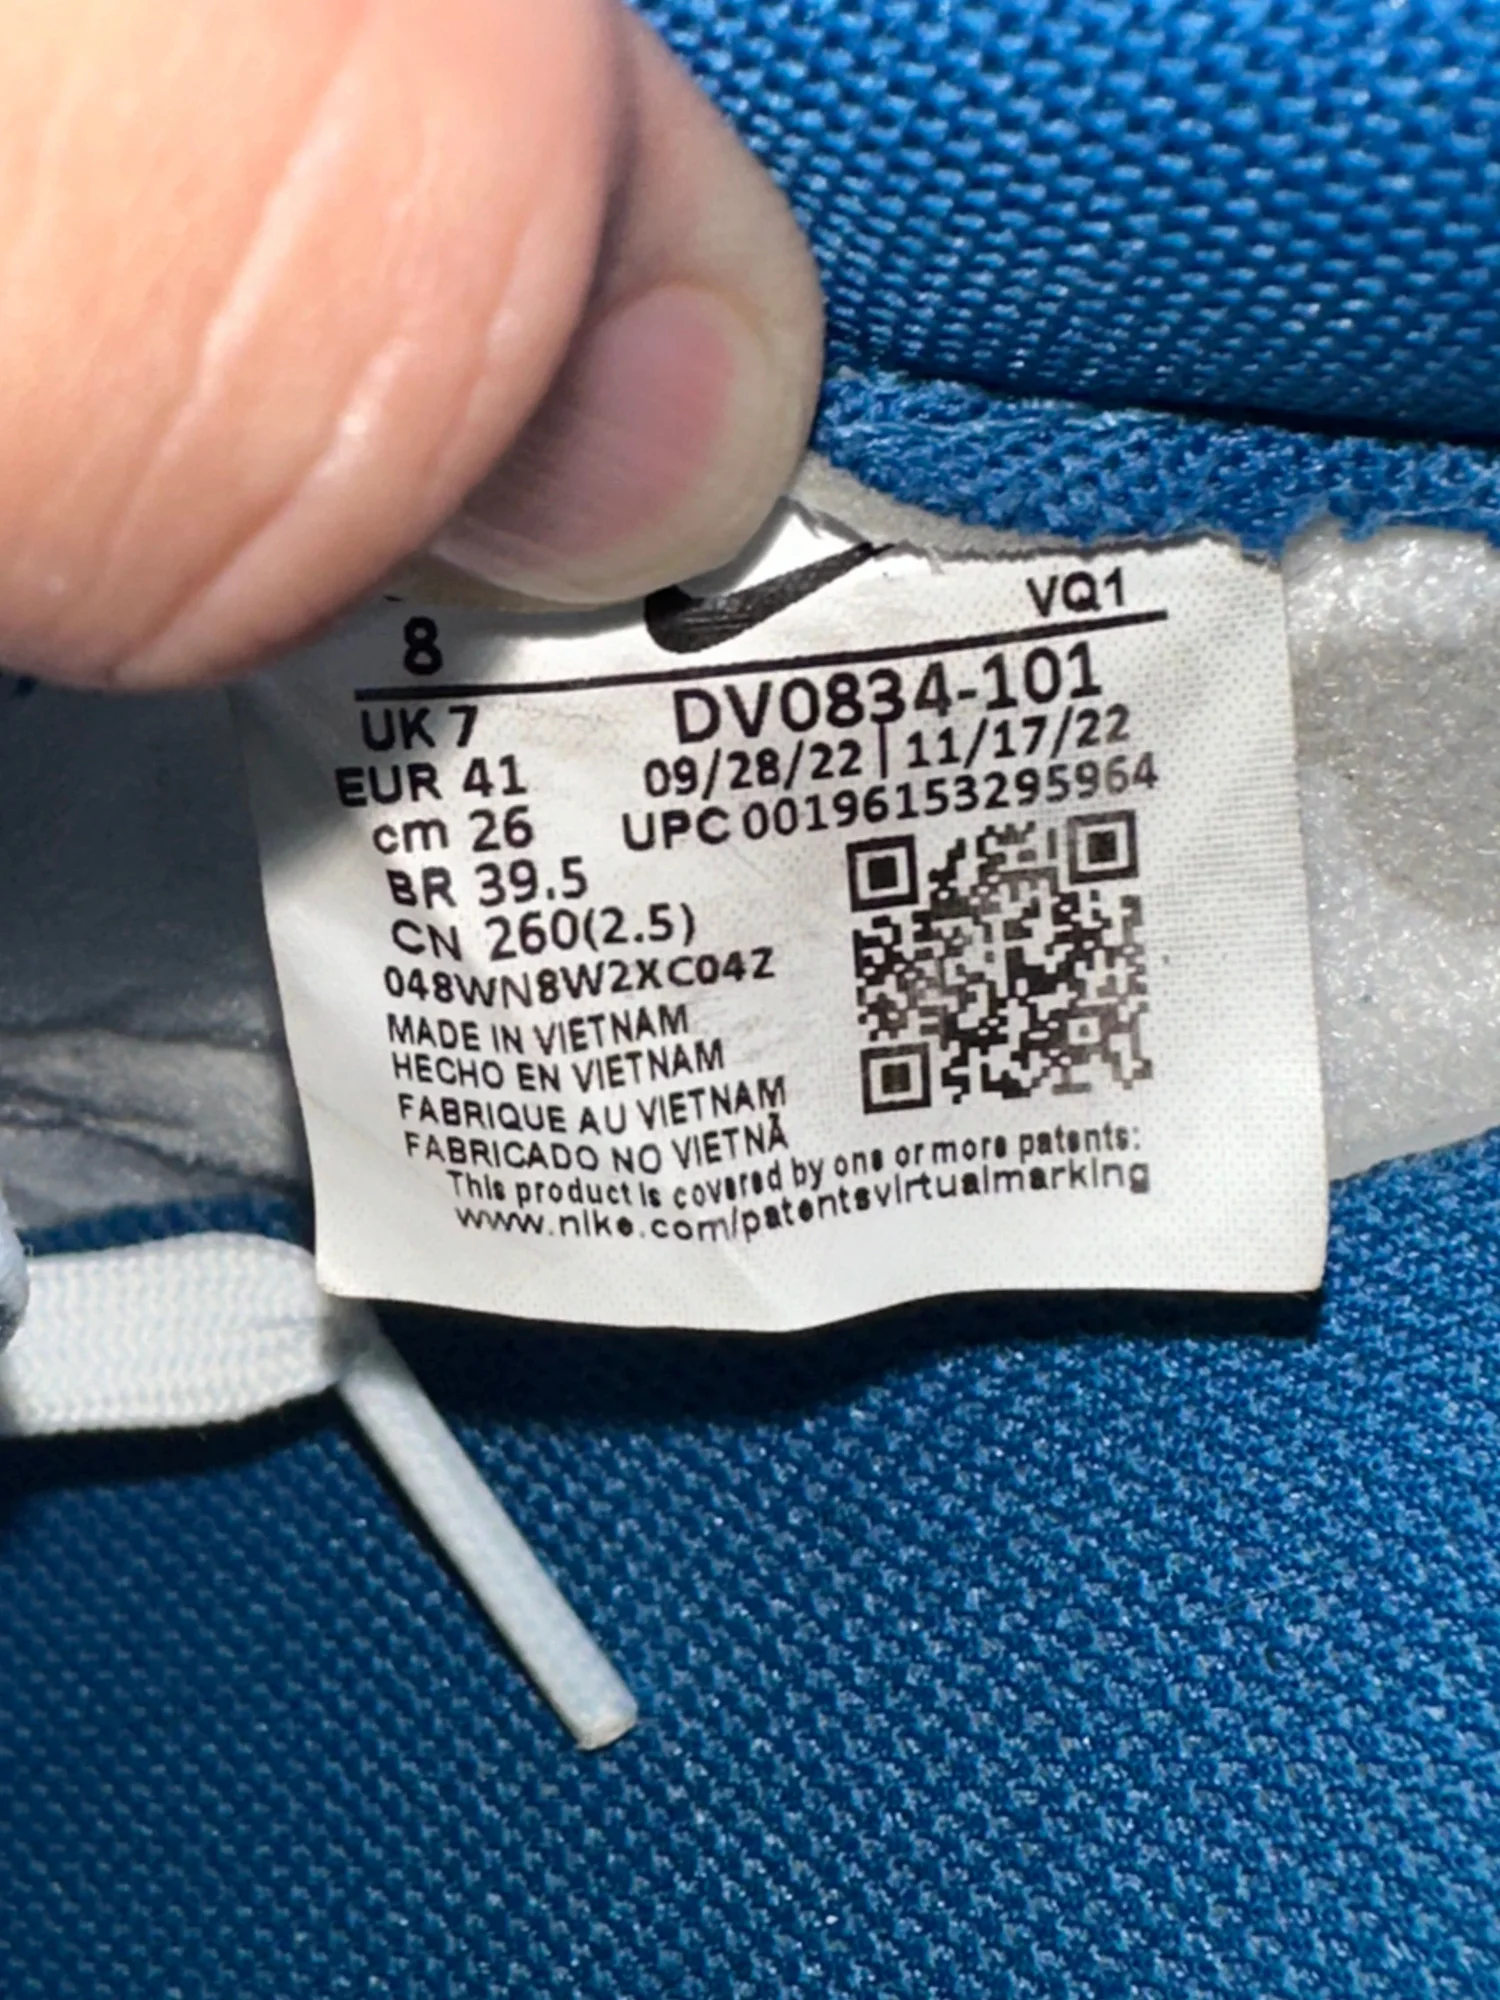 VQ1
8
DV0834-101
UK 7
09/28/22 | 11/17/22
EUR 41
UPC 00196153295964
cm 26
BR 39.5
CN 260(2.5)
048WN8W2XC04Z
MADE IN VIETNAM
HECHO EN VIETNAM
FABRIQUE AU VIETNAM
FABRICADO NO VIETNÃ
This product is covered by one or more patents:
www.nike.com/patentsvirtualmarking